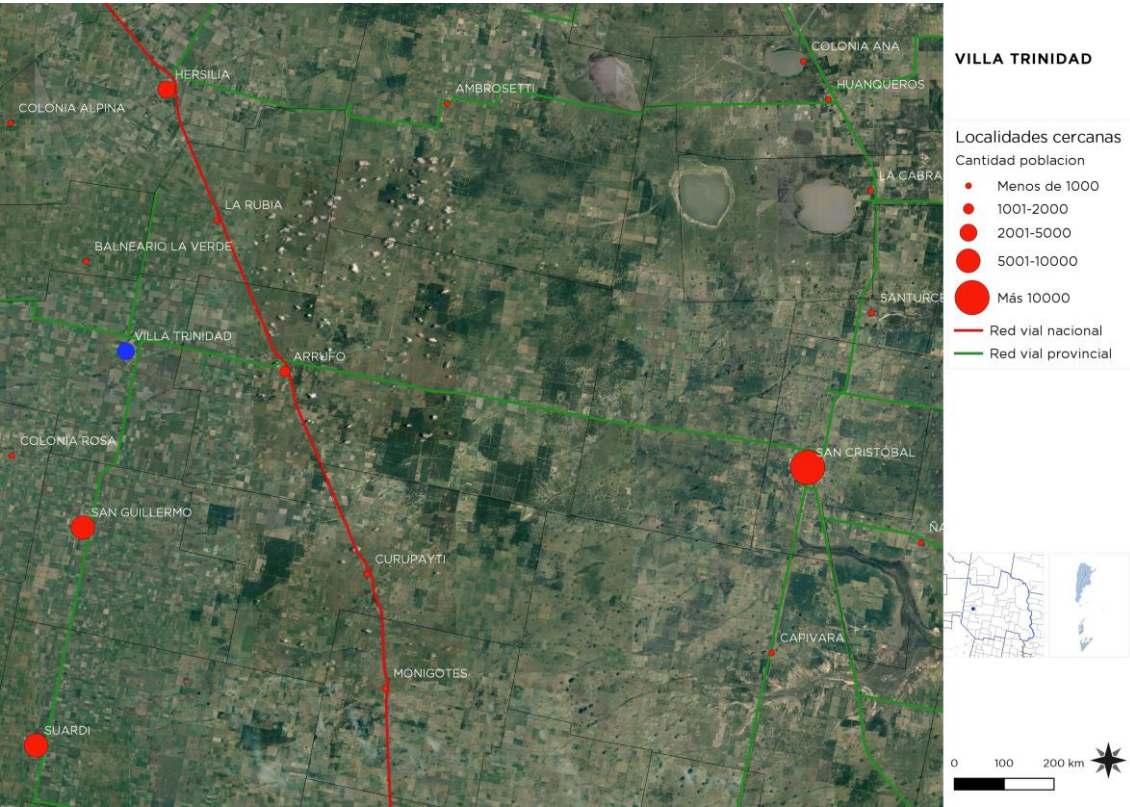 COLONIA ANA
VILLA TRINIDAD
HERSILIA
AMBROSETTI
HUANQUEROS
COLONIA ALPINA
Localidades cercanas
Cantidad poblacion
Menos de 1000
LA CABRA
LA RUBIA
1001-2000
2001-5000
BALNEARIO LA VERDE
5001-10000
SANTURCE
Más 10000
Red vial nacional
VILLA TRINIDAD
Red vial provincial
ARRUFO
COLONIA ROSA
SAN CRISTÓBAL
SAN GUILLERMO
ÑA
CURUPAYTI
CAPIVARA
MONIGOTES
SUARDI
0 100 200 km